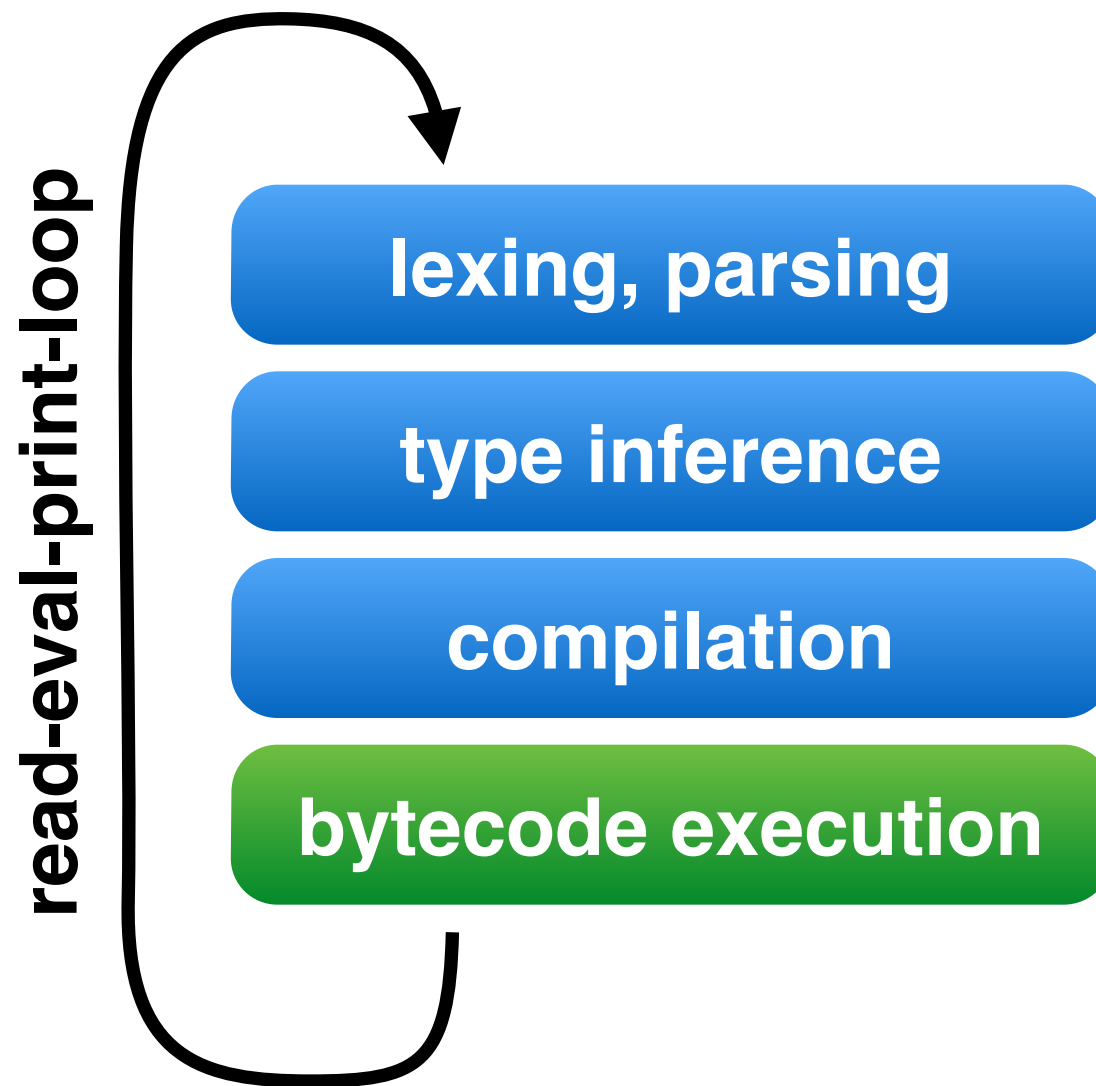 read-eval-print-loop
lexing, parsing
type inference
compilation
bytecode execution